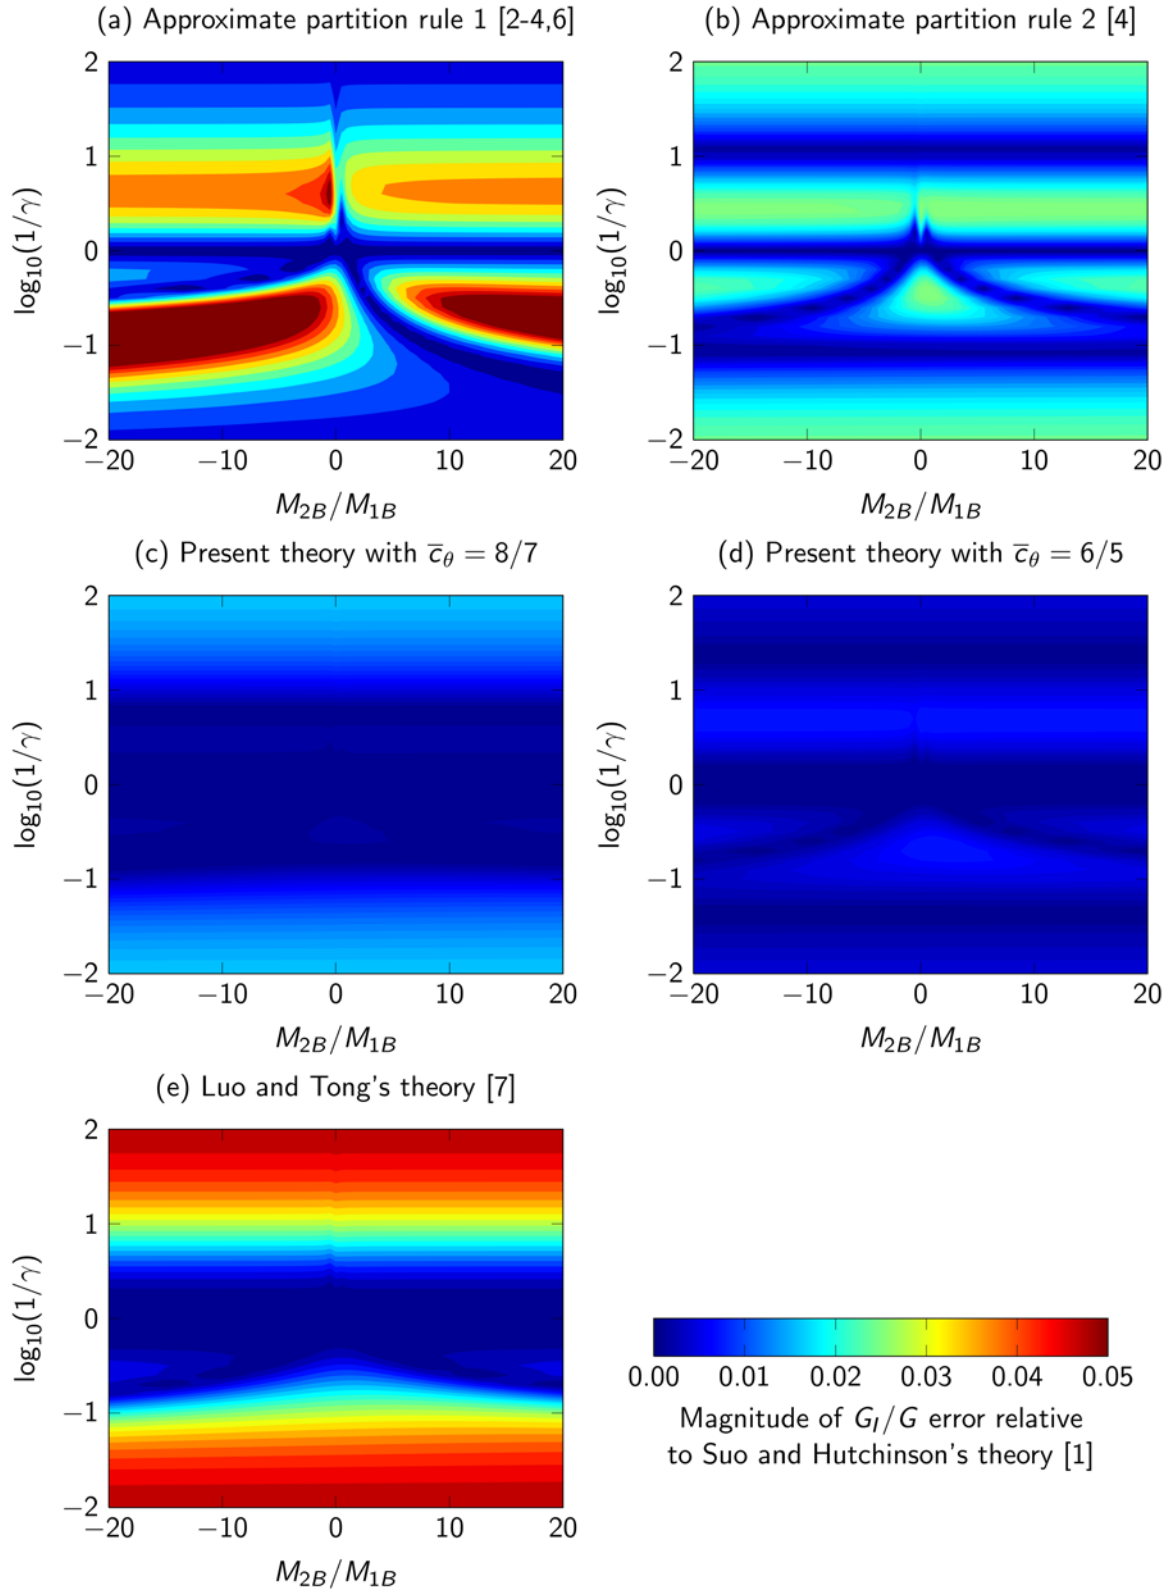 (a) Approximate partition rule 1 [2-4,6]
2
1
0
−1
−2
log₁₀(1/γ)
−20 −10 0 10 20
M₂B/M₁B
(b) Approximate partition rule 2 [4]
2
1
0
−1
−2
log₁₀(1/γ)
−20 −10 0 10 20
M₂B/M₁B
(c) Present theory with c̅θ = 8/7
2
1
0
−1
−2
log₁₀(1/γ)
−20 −10 0 10 20
M₂B/M₁B
(d) Present theory with c̅θ = 6/5
2
1
0
−1
−2
log₁₀(1/γ)
−20 −10 0 10 20
M₂B/M₁B
(e) Luo and Tong's theory [7]
2
1
0
−1
−2
log₁₀(1/γ)
−20 −10 0 10 20
M₂B/M₁B
0.00 0.01 0.02 0.03 0.04 0.05
Magnitude of G_I/G error relative
to Suo and Hutchinson's theory [1]